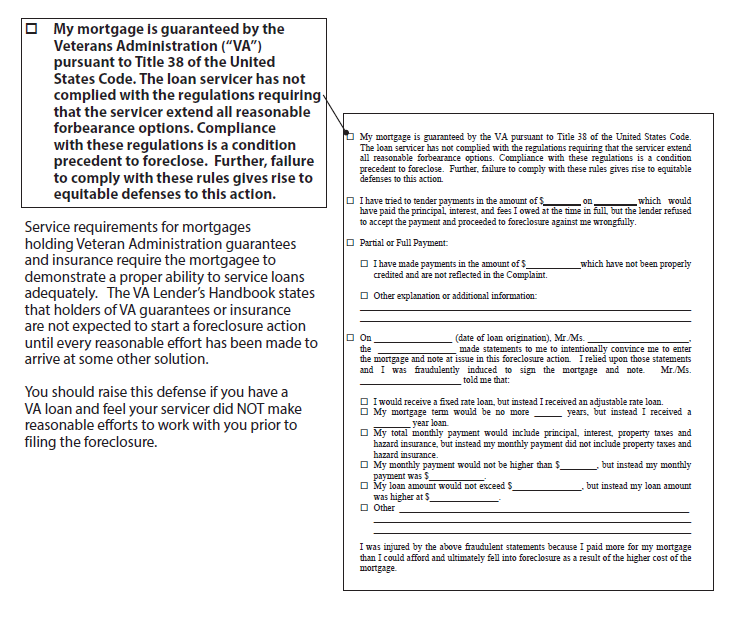 ☐ My mortgage is guaranteed by the
Veterans Administration (“VA”)
pursuant to Title 38 of the United
States Code. The loan servicer has not
complied with the regulations requiring
that the servicer extend all reasonable
forbearance options. Compliance
with these regulations is a condition
precedent to foreclose.  Further, failure
to comply with these rules gives rise to
equitable defenses to this action.
Service requirements for mortgages
holding Veteran Administration guarantees
and insurance require the mortgagee to
demonstrate a proper ability to service loans
adequately.   The VA Lender’s Handbook states
that holders of VA guarantees or insurance
are not expected to start a foreclosure action
until every reasonable effort has been made to
arrive at some other solution.
You should raise this defense if you have a
VA loan and feel your servicer did NOT make
reasonable efforts to work with you prior to
filing the foreclosure.
☐ My mortgage is guaranteed by the VA pursuant to Title 38 of the United States Code.
The loan servicer has not complied with the regulations requiring that the servicer extend
all reasonable forbearance options. Compliance with these regulations is a condition
precedent to foreclose.  Further, failure to comply with these rules gives rise to equitable
defenses to this action.
☐ I have tried to tender payments in the amount of $________ on _________ which would
have paid the principal, interest, and fees I owed at the time in full, but the lender refused
to accept the payment and proceeded to foreclosure against me wrongfully.
☐ Partial or Full Payment:
☐ I have made payments in the amount of $___________which have not been properly
credited and are not reflected in the Complaint.
☐ Other explanation or additional information:
☐ On ________________ (date of loan origination), Mr./Ms. _____________________,
the ________________ made statements to me to intentionally convince me to enter
the mortgage and note at issue in this foreclosure action.  I relied upon those statements
and I was fraudulently induced to sign the mortgage and note.  Mr./Ms.
_____________________ told me that:
☐ I would receive a fixed rate loan, but instead I received an adjustable rate loan.
☐ My mortgage term would be no more ______ years, but instead I received a
________ year loan.
☐ My total monthly payment would include principal, interest, property taxes and
hazard insurance, but instead my monthly payment did not include property taxes and
hazard insurance.
☐ My monthly payment would not be higher than $________, but instead my monthly
payment was $____________.
☐ My loan amount would not exceed $_______________, but instead my loan amount
was higher at $_______________.
☐ Other
I was injured by the above fraudulent statements because I paid more for my mortgage
than I could afford and ultimately fell into foreclosure as a result of the higher cost of the
mortgage.